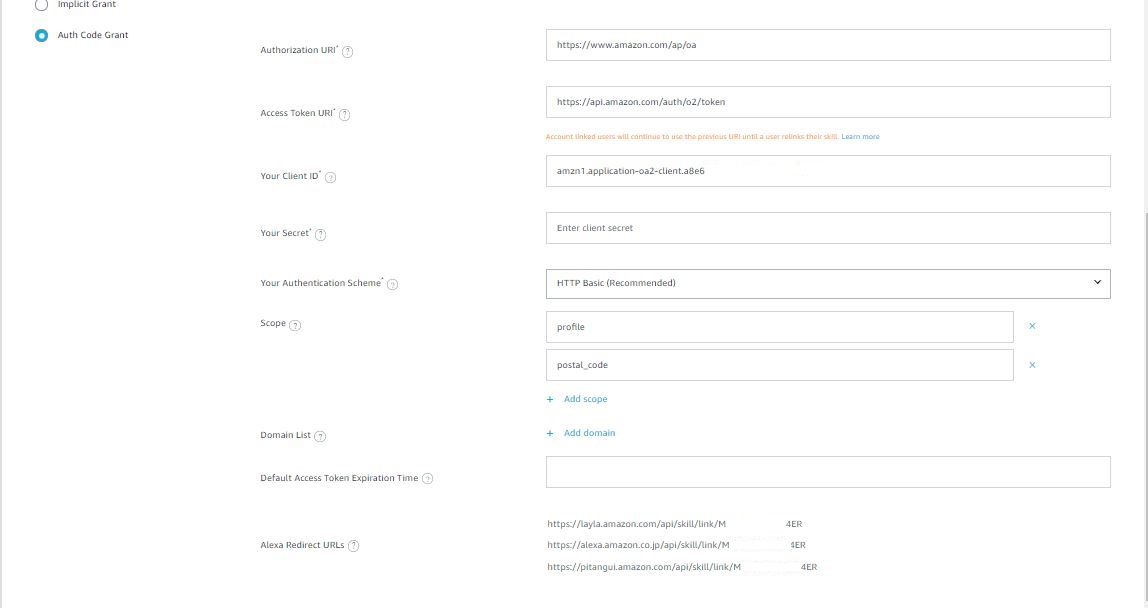 Implicit Grant
Auth Code Grant
Authorization URI* ?
https://www.amazon.com/ap/oa
Access Token URI* ?
https://api.amazon.com/auth/o2/token
Account linked users will continue to use the previous URI until a user relinks their skill. Learn more
Your Client ID* ?
amzn1.application-oa2-client.a8e6
Your Secret* ?
Enter client secret
Your Authentication Scheme* ?
HTTP Basic (Recommended)
Scope ?
profile ×
postal_code ×
+ Add scope
Domain List ?
+ Add domain
Default Access Token Expiration Time ?
Alexa Redirect URLs ?
https://layla.amazon.com/api/skill/link/M 4ER
https://alexa.amazon.co.jp/api/skill/link/M 4ER
https://pitangui.amazon.com/api/skill/link/M 4ER